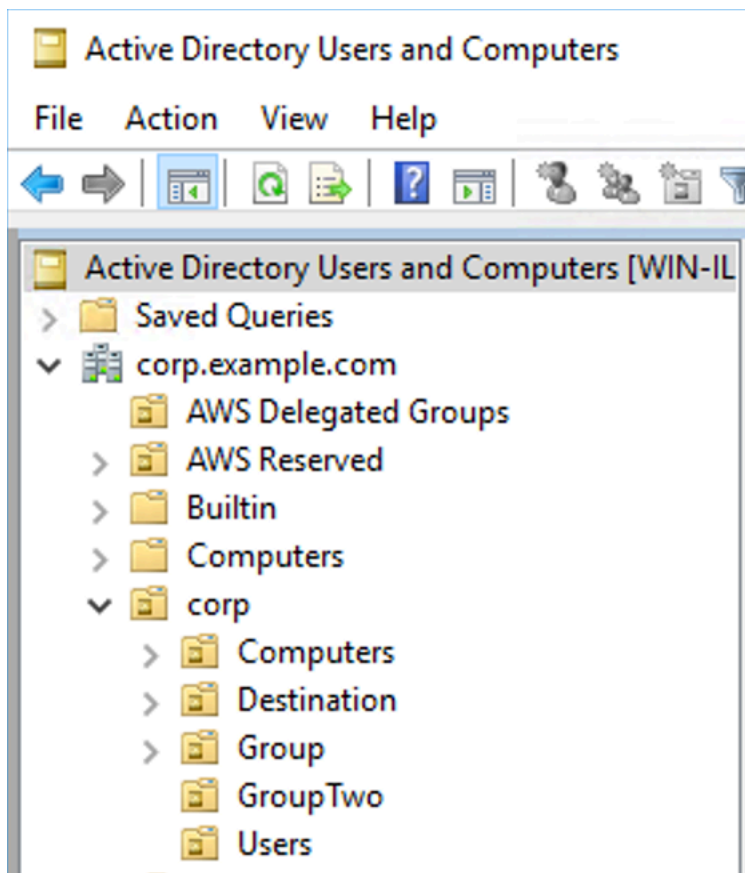 Active Directory Users and Computers
File Action View Help
Active Directory Users and Computers [WIN-IL
Saved Queries
corp.example.com
AWS Delegated Groups
AWS Reserved
Builtin
Computers
corp
Computers
Destination
Group
GroupTwo
Users